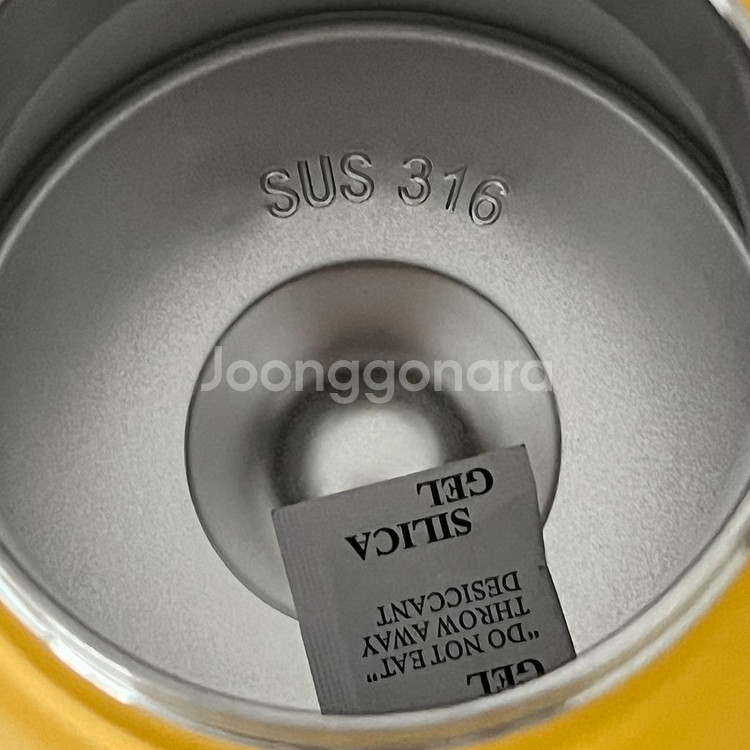 SUS 316
Joonggonara
GEL
"DO NOT EAT"
THROW AWAY
DESICCANT
SILICA
GEL